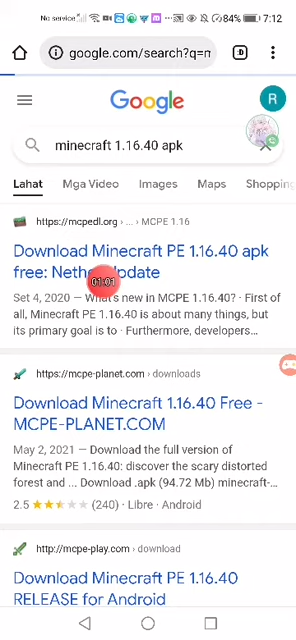 No service 84% 7:12
google.com/search?q=m :D
Google R
minecraft 1.16.40 apk
Lahat Mga Video Images Maps Shopping
https://mcpedl.org › ... › MCPE 1.16
Download Minecraft PE 1.16.40 apk
free: Nether Update
01:01
Set 4, 2020 — What's new in MCPE 1.16.40? · First of
all, Minecraft PE 1.16.40 is about many things, but
its primary goal is to · Furthermore, developers...
https://mcpe-planet.com › downloads
Download Minecraft 1.16.40 Free -
MCPE-PLANET.COM
May 2, 2021 — Download the full version of
Minecraft PE 1.16.40: discover the scary distorted
forest and ... Download .apk (94.72 Mb) minecraft-...
2.5 (240) · Libre · Android
http://mcpe-play.com › download
Download Minecraft PE 1.16.40
RELEASE for Android